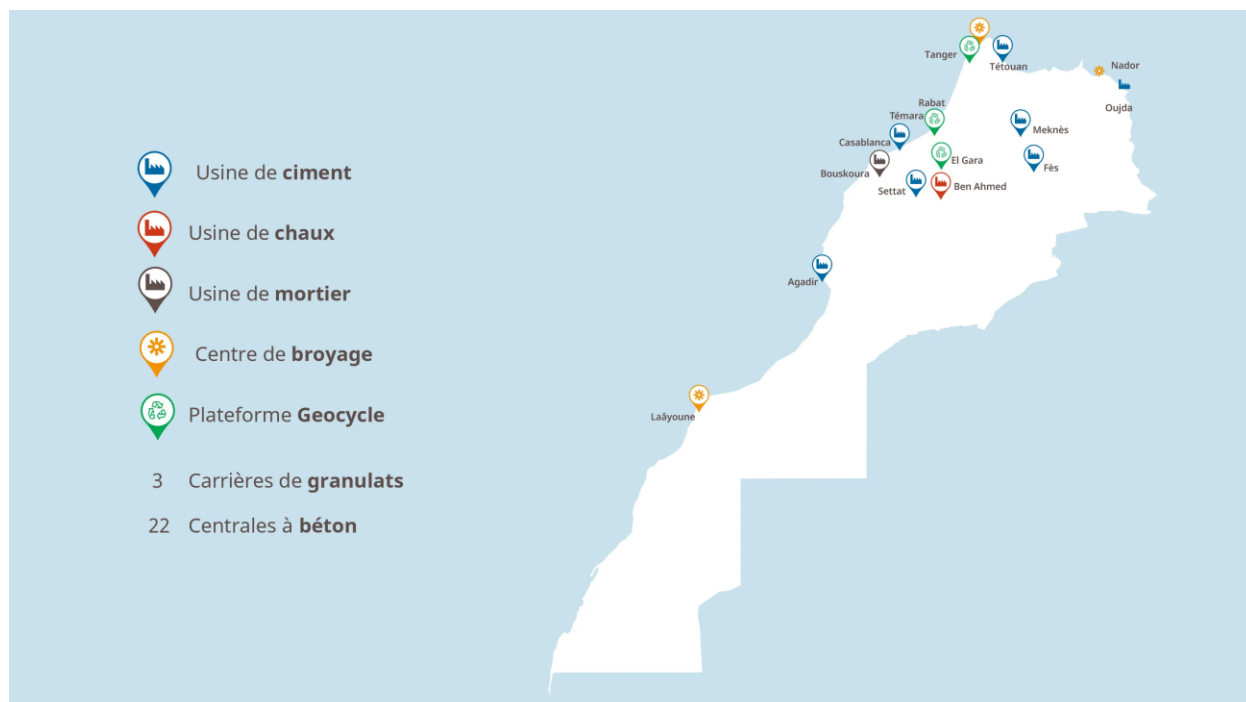 Usine de ciment
Usine de chaux
Usine de mortier
Centre de broyage
Plateforme Geocycle
3 Carrières de granulats
22 Centrales à béton
Tanger
Tétouan
Nador
Oujda
Rabat
Témara
Casablanca
Meknès
Bouskoura
El Gara
Fès
Settat
Ben Ahmed
Agadir
Laâyoune